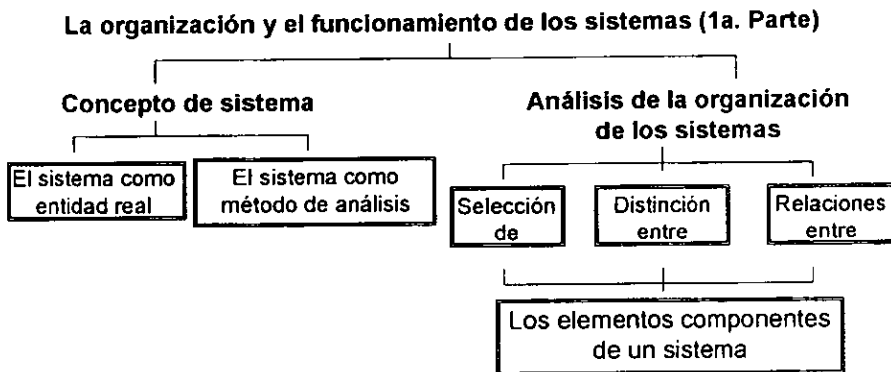 La organización y el funcionamiento de los sistemas (1a. Parte)
Concepto de sistema
El sistema como
entidad real
El sistema como
método de análisis
Análisis de la organización
de los sistemas
Selección
de
Distinción
entre
Relaciones
entre
Los elementos componentes
de un sistema